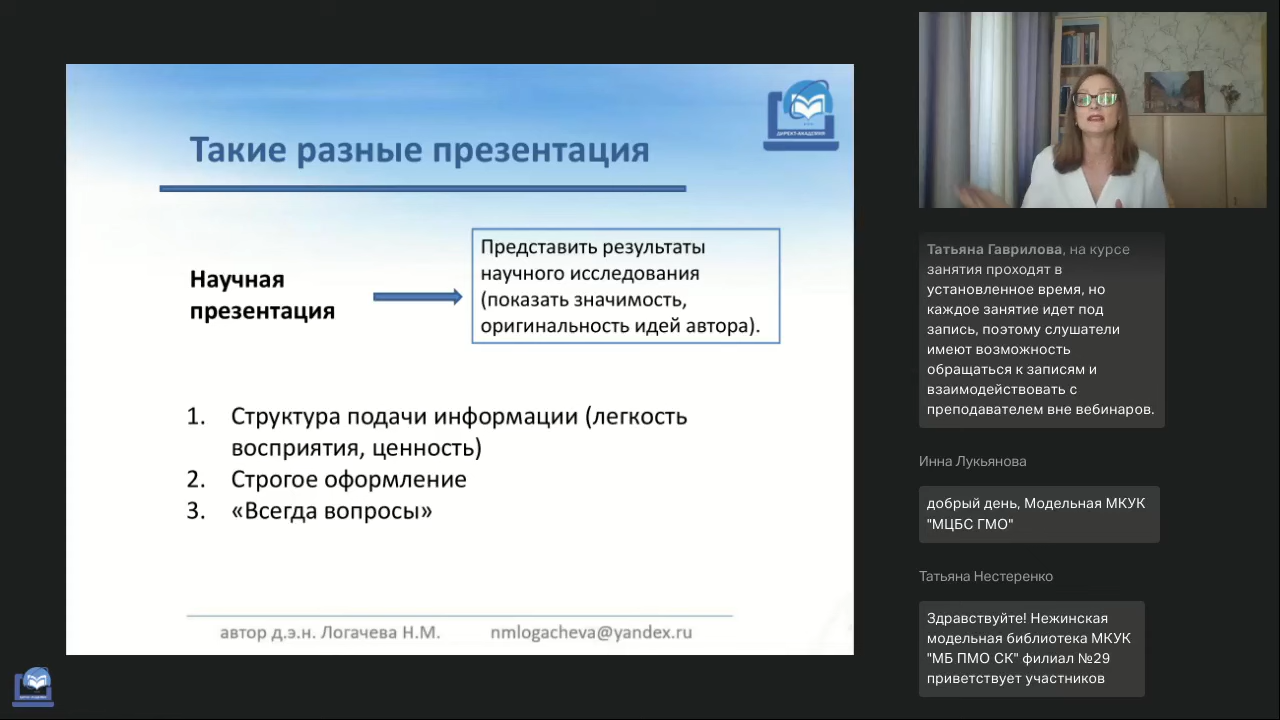 Такие разные презентация
ДИРЕКТ-АКАДЕМИЯ
Научная
презентация
Представить результаты
научного исследования
(показать значимость,
оригинальность идей автора).
1. Структура подачи информации (легкость
восприятия, ценность)
2. Строгое оформление
3. «Всегда вопросы»
автор д.э.н. Логачева Н.М. nmlogacheva@yandex.ru
Татьяна Гаврилова, на курсе
занятия проходят в
установленное время, но
каждое занятие идет под
запись, поэтому слушатели
имеют возможность
обращаться к записям и
взаимодействовать с
преподавателем вне вебинаров.
Инна Лукьянова
добрый день, Модельная МКУК
"МЦБС ГМО"
Татьяна Нестеренко
Здравствуйте! Нежинская
модельная библиотека МКУК
"МБ ПМО СК" филиал №29
приветствует участников